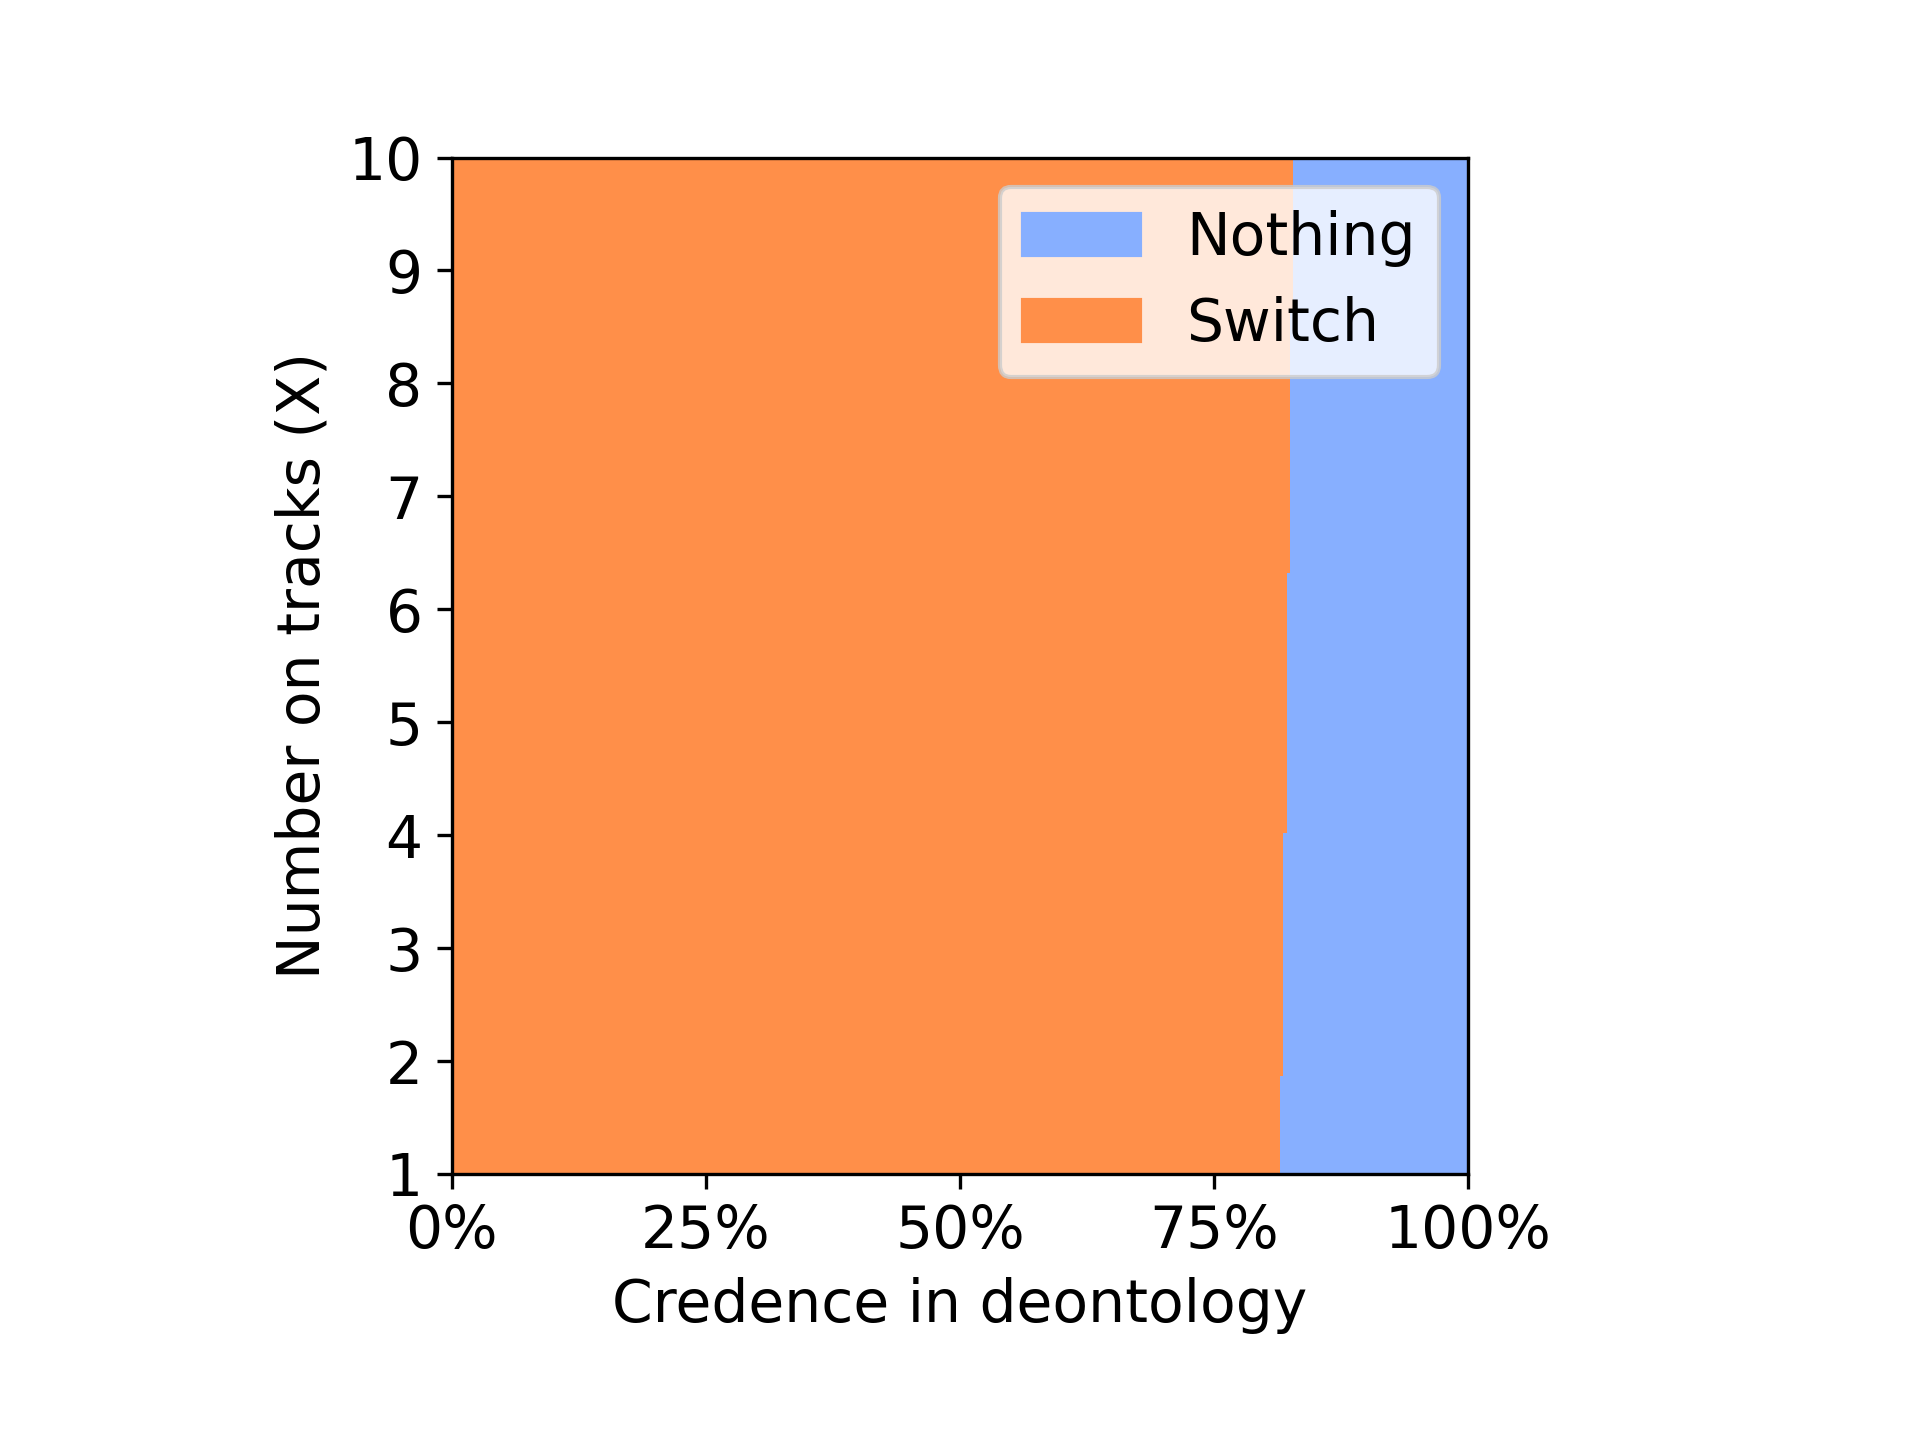 10
9
8
7
6
5
4
3
2
1
Number on tracks (X)
Nothing
Switch
0% 25% 50% 75% 100%
Credence in deontology